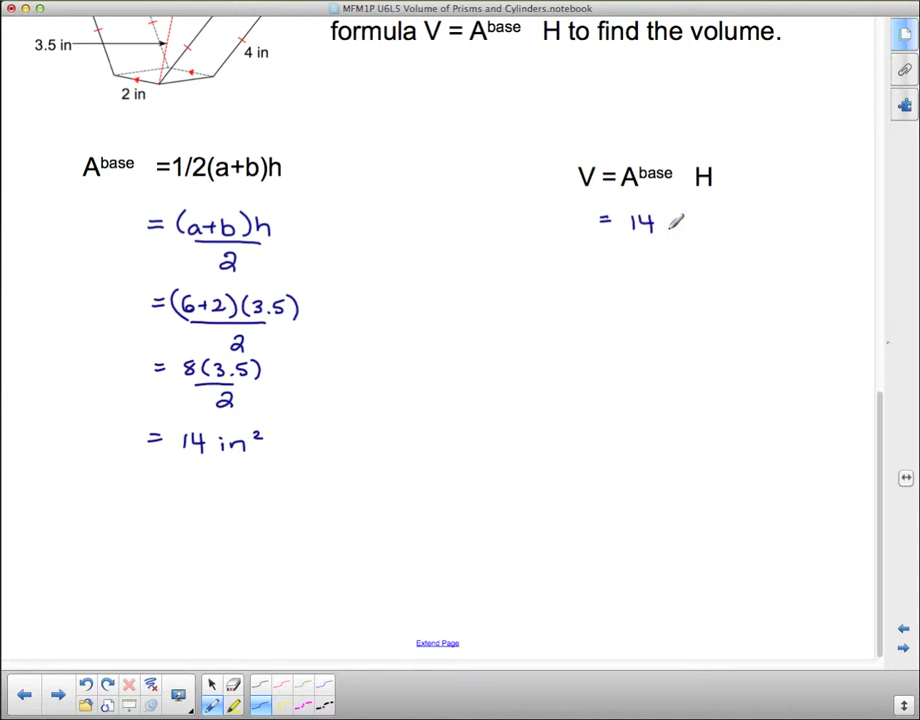 MFM1P U6L5 Volume of Prisms and Cylinders.notebook
formula V = Abase H to find the volume.
3.5 in
4 in
2 in
Abase =1/2(a+b)h
= (a+b)h
2
=(6+2)(3.5)
2
= 8(3.5)
2
= 14 in²
V = Abase H
= 14
Extend Page